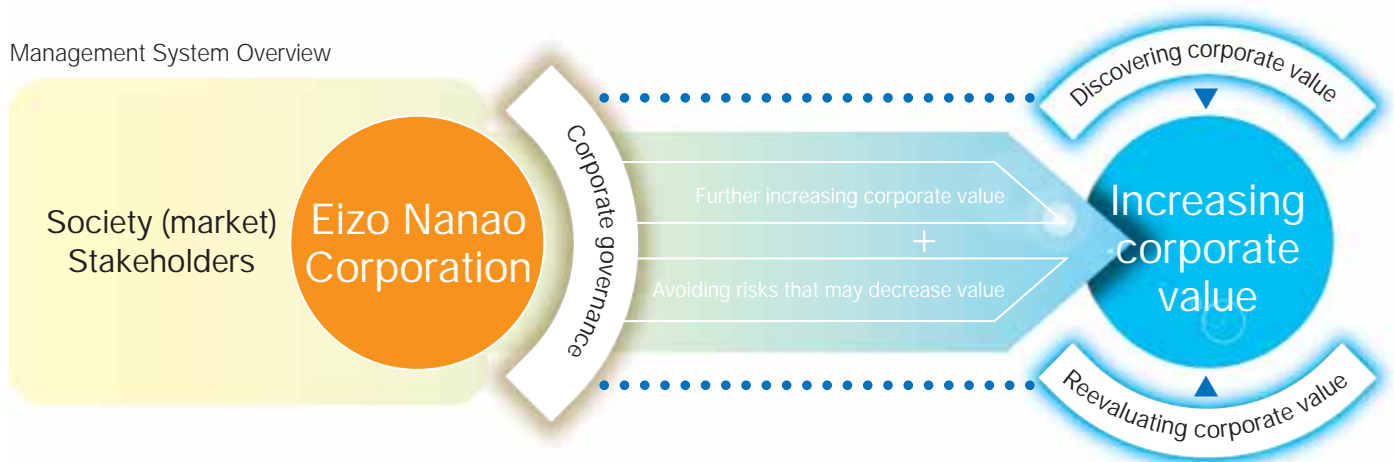 Management System Overview
Society (market)
Stakeholders
Eizo Nanao
Corporation
Corporate governance
Further increasing corporate value
+
Avoiding risks that may decrease value
Discovering corporate value
Increasing
corporate
value
Reevaluating corporate value